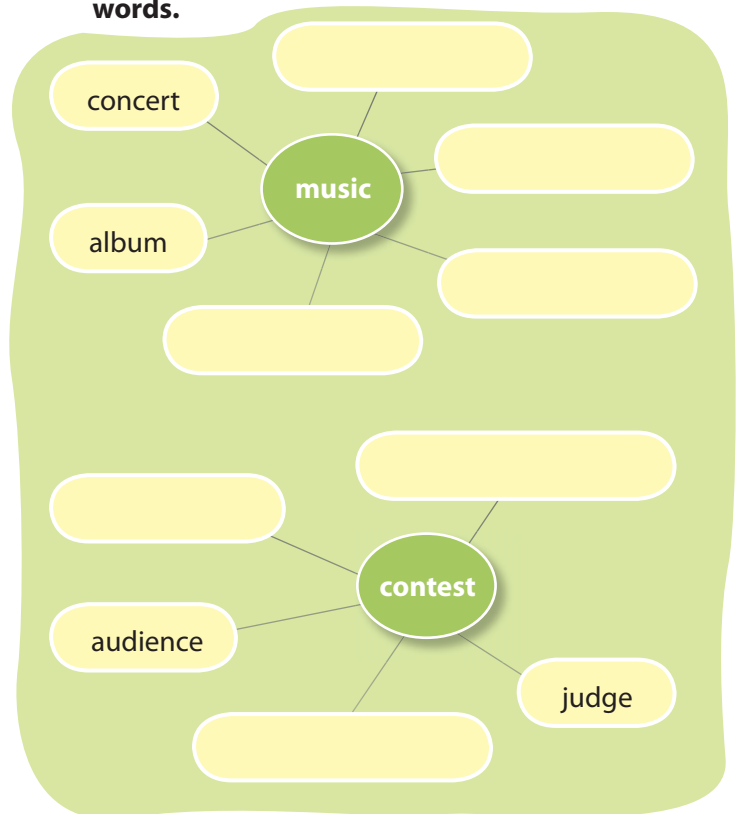 words.
concert
music
album
contest
audience
judge